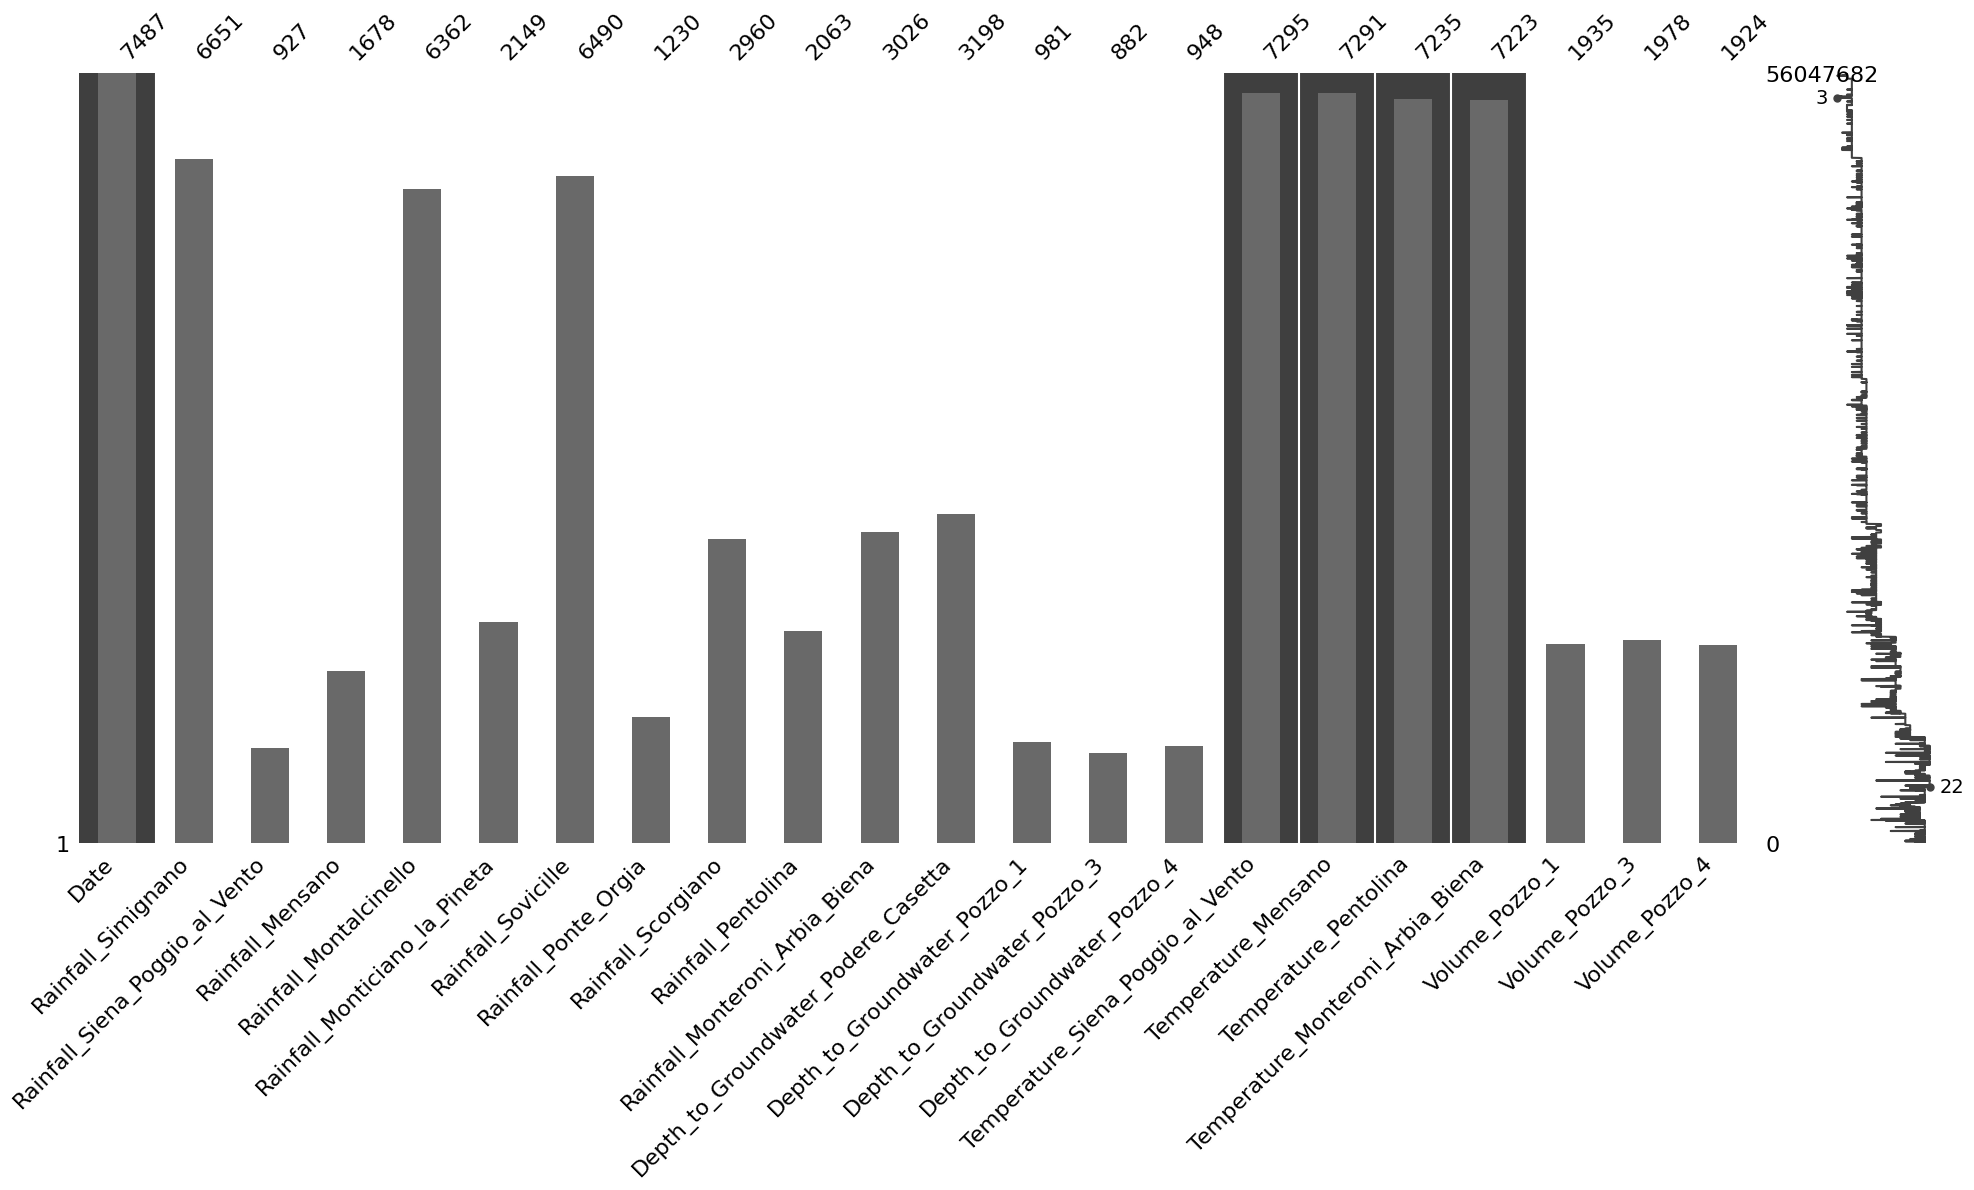 7487
6651
927
1678
6362
2149
6490
1230
2960
2063
3026
3198
981
882
948
7295
7291
7235
7223
1935
1978
1924
3
22
1
0
Date
Rainfall_Simignano
Rainfall_Siena_Poggio_al_Vento
Rainfall_Mensano
Rainfall_Montalcinello
Rainfall_Monticiano_la_Pineta
Rainfall_Sovicille
Rainfall_Ponte_Orgia
Rainfall_Scorgiano
Rainfall_Pentolina
Rainfall_Monteroni_Arbia_Biena
Depth_to_Groundwater_Podere_Casetta
Depth_to_Groundwater_Pozzo_1
Depth_to_Groundwater_Pozzo_3
Depth_to_Groundwater_Pozzo_4
Temperature_Siena_Poggio_al_Vento
Temperature_Mensano
Temperature_Pentolina
Temperature_Monteroni_Arbia_Biena
Volume_Pozzo_1
Volume_Pozzo_3
Volume_Pozzo_4